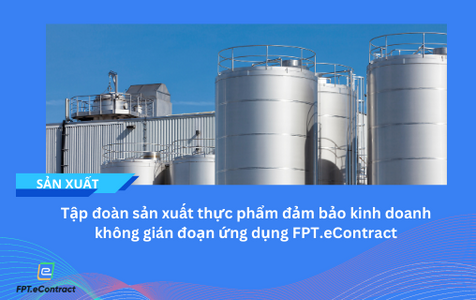 SẢN XUẤT
Tập đoàn sản xuất thực phẩm đảm bảo kinh doanh
không gián đoạn ứng dụng FPT.eContract
FPT.eContract